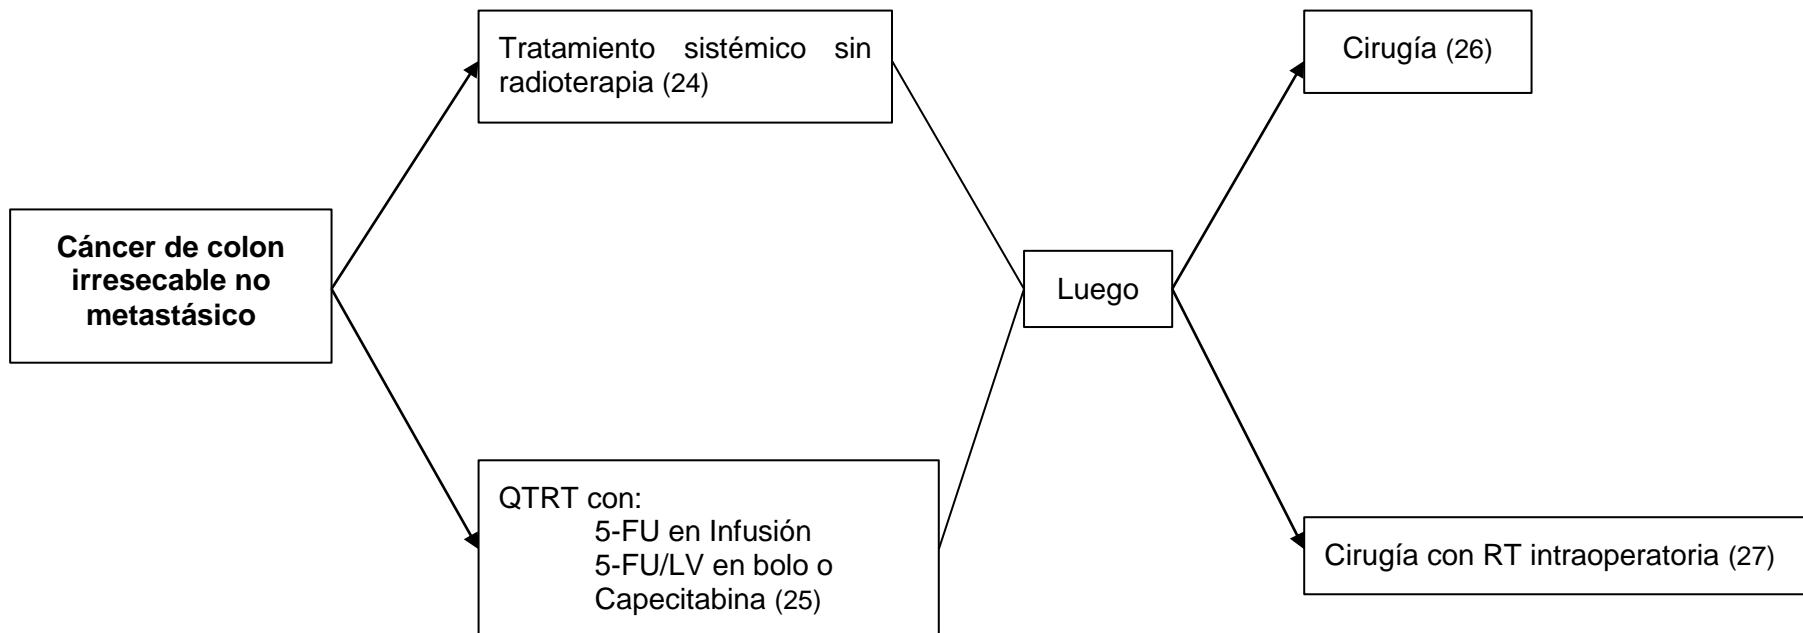 Cáncer de colon
irresecable no
metastásico
Tratamiento sistémico sin
radioterapia (24)
QTRT con:
5-FU en Infusión
5-FU/LV en bolo o
Capecitabina (25)
Luego
Cirugía (26)
Cirugía con RT intraoperatoria (27)